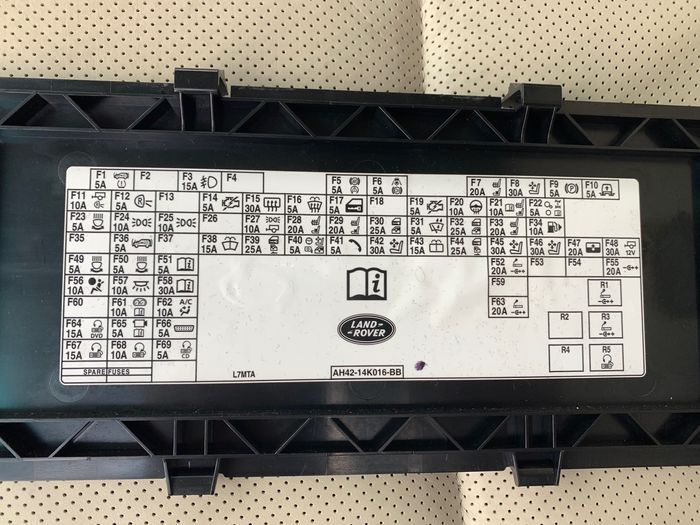 F1 5A F2 F3 15A F4 F5 5A F6 5A F7 20A F8 30A F9 5A F10 5A
F11 10A F12 5A F13 F14 5A F15 30A F16 5A F17 5A F18 F19 5A F20 10A F21 10A F22 5A
F23 5A F24 10A F25 10A F26 F27 10A F28 20A F29 20A F30 25A F31 5A F32 25A F33 20A F34 10A
F35 F36 5A F37 F38 15A F39 25A F40 5A F41 5A F42 30A F43 15A F44 25A F45 30A F46 30A F47 20A F48 30A 12V
F49 5A F50 5A F51 5A F52 20A F53 F54 F55 20A
F56 10A F57 10A F58 30A F59 R1
F60 F61 10A F62 10A A/C
F63 20A R2 R3
F64 15A DVD F65 5A F66 5A
LAND-
-ROVER
F67 15A F68 10A F69 5A CD R4 R5
SPARE FUSES
L7MTA
AH42-14K016-BB